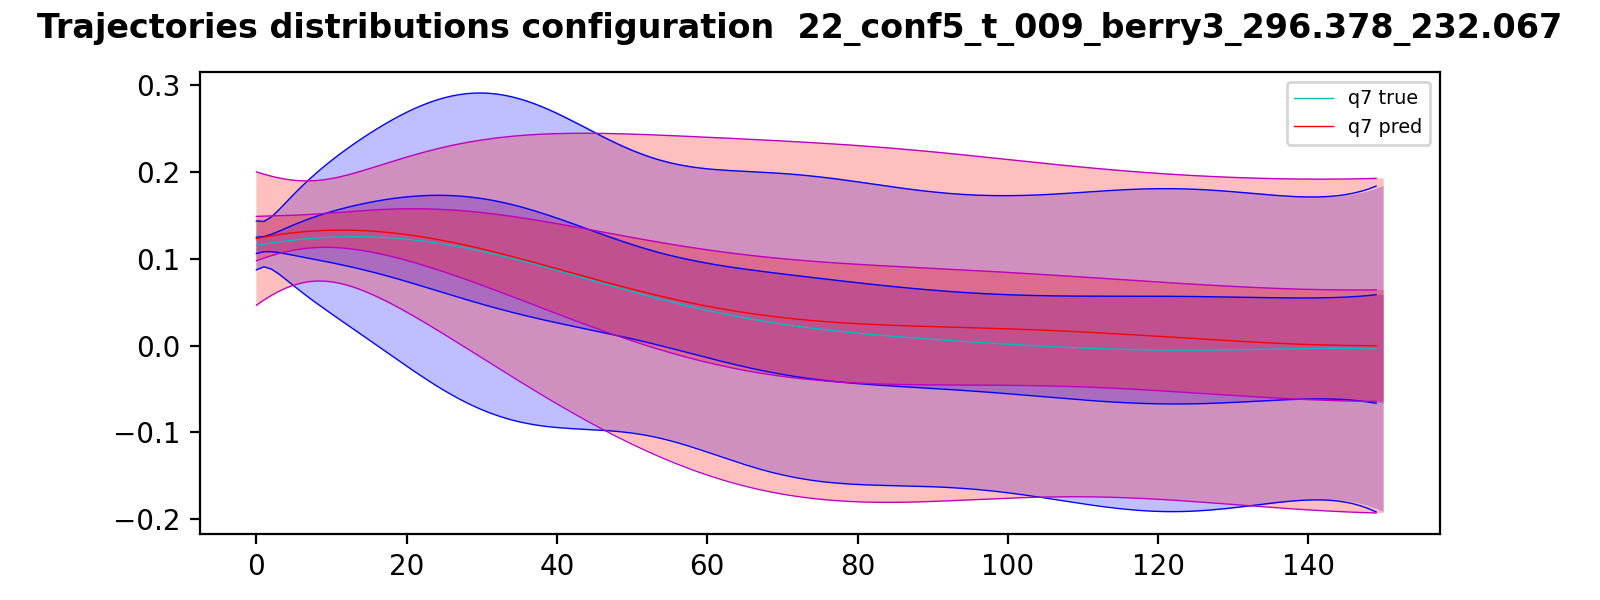 Trajectories distributions configuration  22_conf5_t_009_berry3_296.378_232.067
0.3
0.2
0.1
0.0
−0.1
−0.2
0 20 40 60 80 100 120 140
q7 true
q7 pred